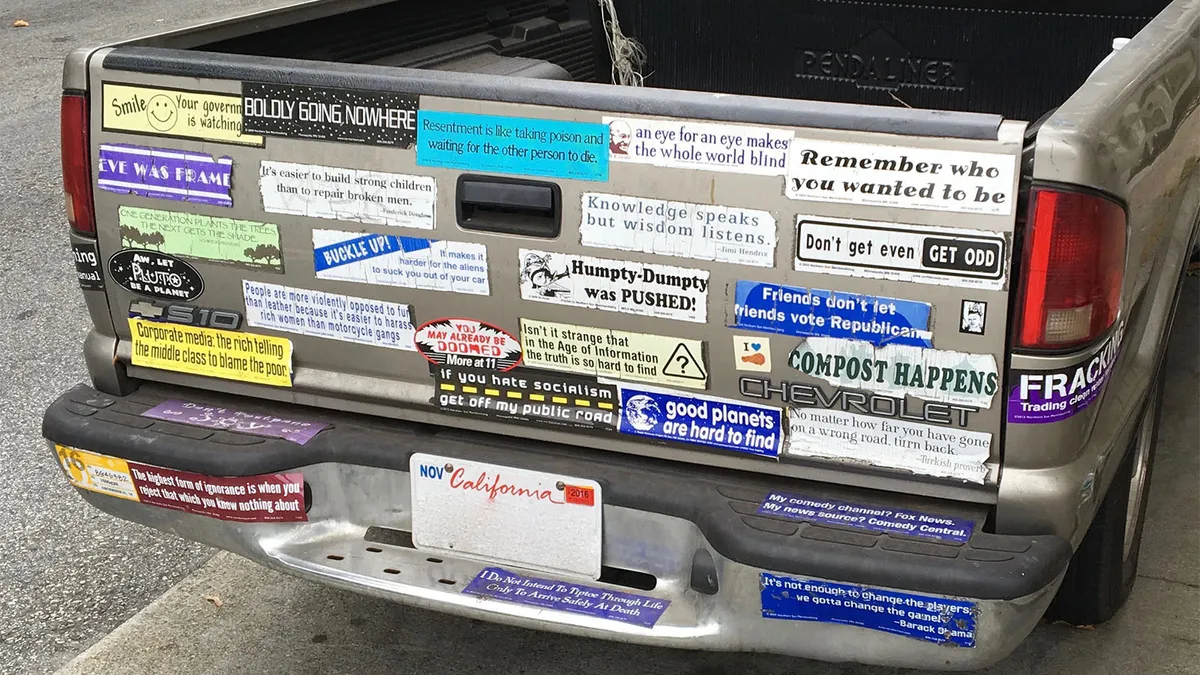 PENDALINER
Smile Your governm
is watching
BOLDLY GOING NOWHERE
Resentment is like taking poison and
waiting for the other person to die.
an eye for an eye makes
the whole world blind
Remember who
you wanted to be
EVE WAS FRAME
It's easier to build strong children
than to repair broken men.
-Frederick Douglass
Knowledge speaks
but wisdom listens.
-Jimi Hendrix
Don't get even GET ODD
ONE GENERATION PLANTS THE TREES
THE NEXT GETS THE SHADE
BUCKLE UP! It makes it
harder for the aliens
to suck you out of your car
Humpty-Dumpty
was PUSHED!
AW, LET
PLUTO
BE A PLANET
S10
People are more violently opposed to fur
than leather because it's easier to harass
rich women than motorcycle gangs
Friends don't let
friends vote Republican
YOU
MAY ALREADY BE
DOOMED
More at 11
Isn't it strange that
in the Age of Information
the truth is so hard to find
?
I
COMPOST HAPPENS
Corporate media: the rich telling
the middle class to blame the poor
if you hate socialism
get off my public road
good planets
are hard to find
CHEVROLET
No matter how far you have gone
on a wrong road, turn back.
-Turkish proverb
FRACKING
Trading clean
The highest form of ignorance is when you
reject that which you know nothing about
NOV California 2016
My comedy channel? Fox News.
My news source? Comedy Central.
I Do Not Intend To Tiptoe Through Life
Only To Arrive Safely At Death
It's not enough to change the players,
we gotta change the game!
~Barack Obama